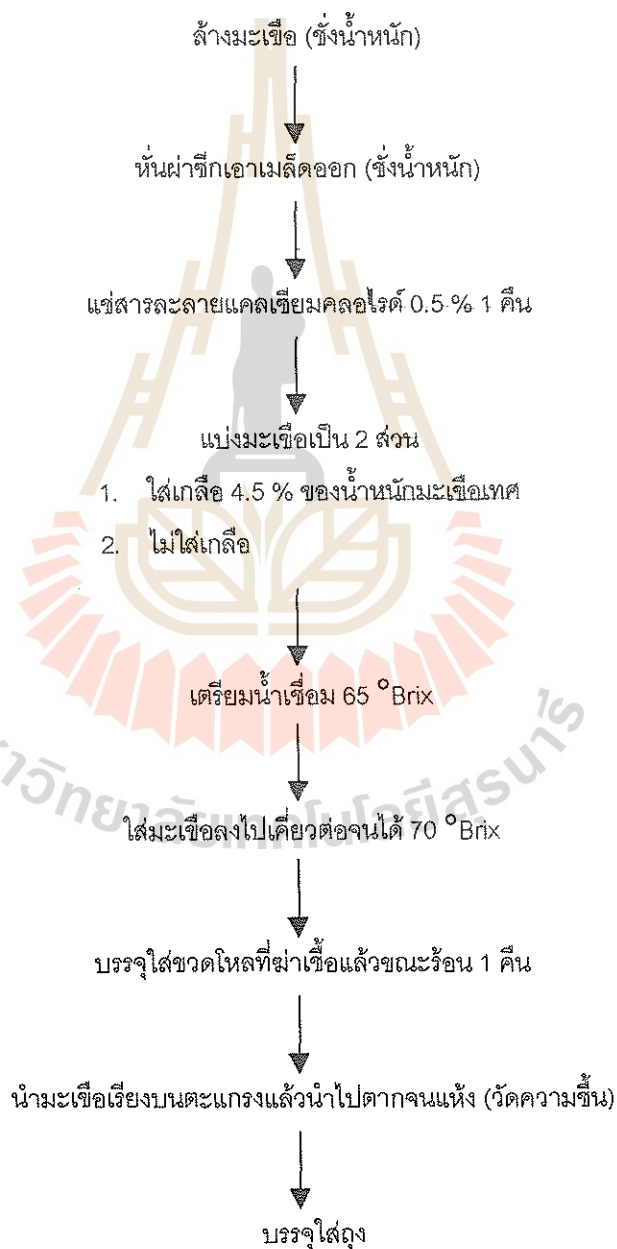 ล้างมะเขือ (ชั่งน้ำหนัก)
หั่นผ่าซีกเอาเมล็ดออก (ชั่งน้ำหนัก)
แช่สารละลายแคลเซียมคลอไรด์ 0.5 % 1 คืน
แบ่งมะเขือเป็น 2 ส่วน
1. ใส่เกลือ 4.5 % ของน้ำหนักมะเขือเทศ
2. ไม่ใส่เกลือ
เตรียมน้ำเชื่อม 65 °Brix
ใส่มะเขือลงไปเคี่ยวต่อจนได้ 70 °Brix
บรรจุใส่ขวดโหลที่ฆ่าเชื้อแล้วขณะร้อน 1 คืน
นำมะเขือเรียงบนตะแกรงแล้วนำไปตากจนแห้ง (วัดความชื้น)
บรรจุใส่ถุง